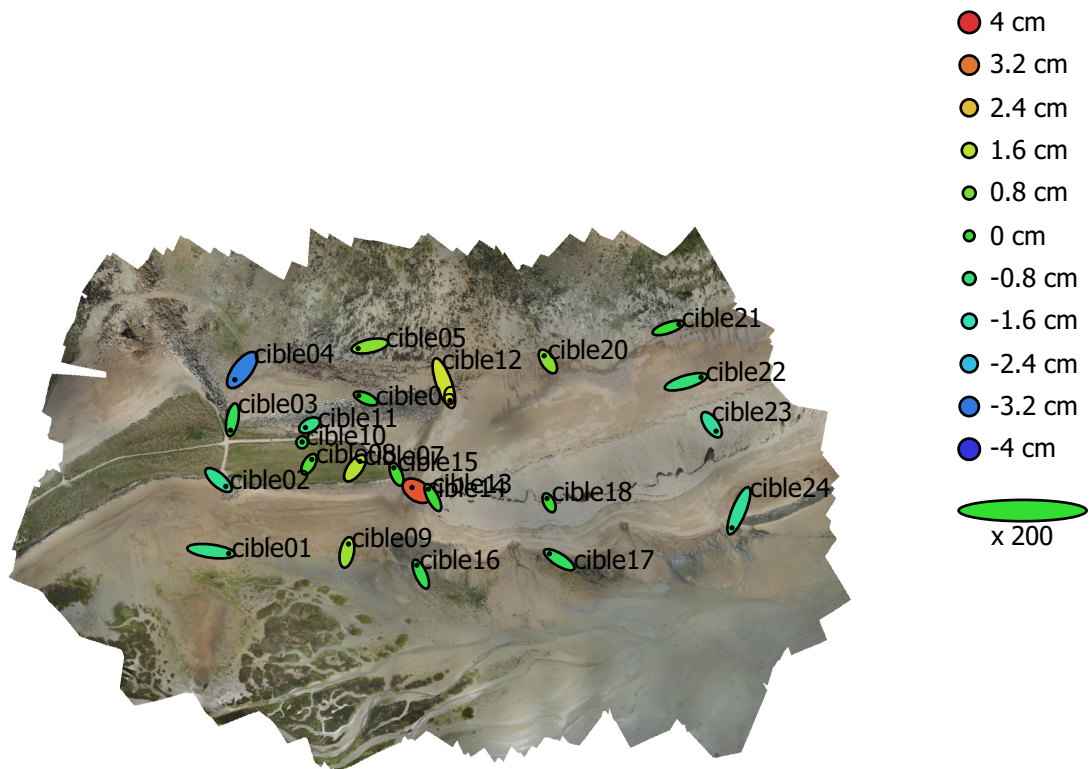 4 cm
3.2 cm
2.4 cm
1.6 cm
0.8 cm
0 cm
-0.8 cm
-1.6 cm
-2.4 cm
-3.2 cm
-4 cm
x 200
cible21
cible05
cible20
cible04
cible12
cible22
cible06
cible03
cible11
cible23
cible10
cible08
cible07
cible15
cible02
cible13
cible14
cible18
cible24
cible09
cible01
cible16
cible17